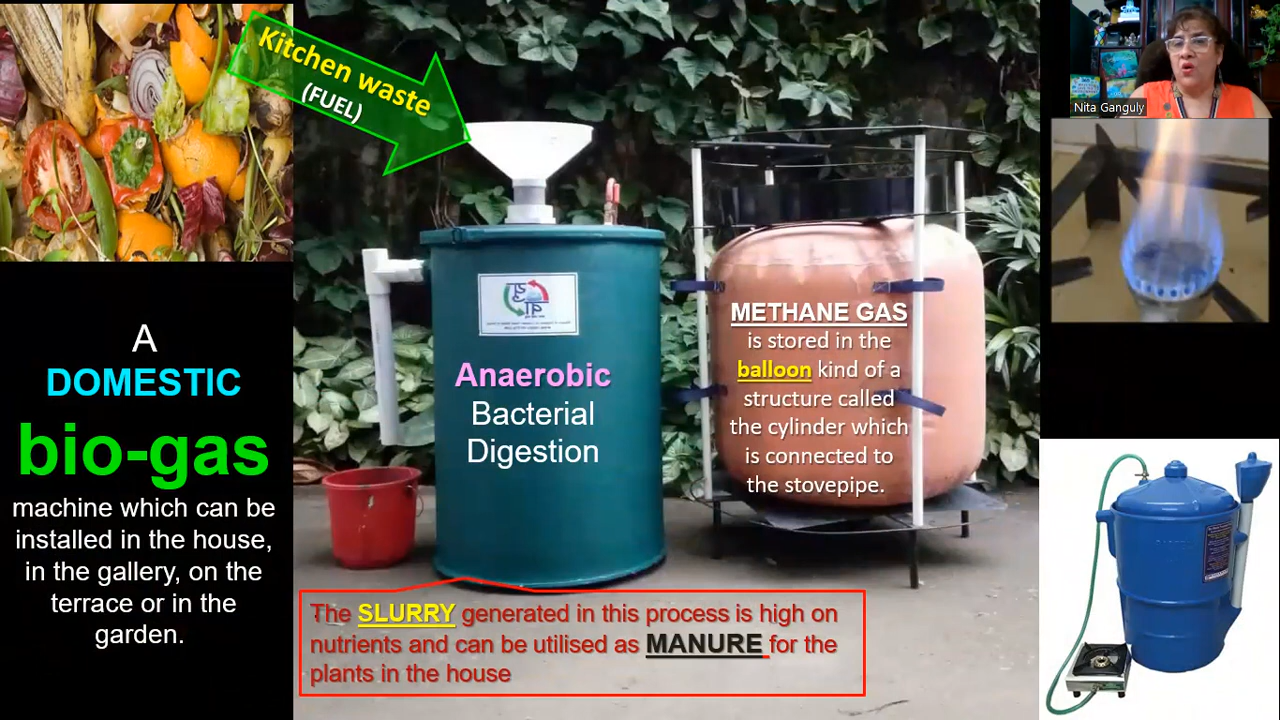 Kitchen waste
(FUEL)
Nita Ganguly
A
DOMESTIC
bio-gas
machine which can be
installed in the house,
in the gallery, on the
terrace or in the
garden.
Anaerobic
Bacterial
Digestion
METHANE GAS
is stored in the
balloon kind of a
structure called
the cylinder which
is connected to
the stovepipe.
The SLURRY generated in this process is high on
nutrients and can be utilised as MANURE for the
plants in the house